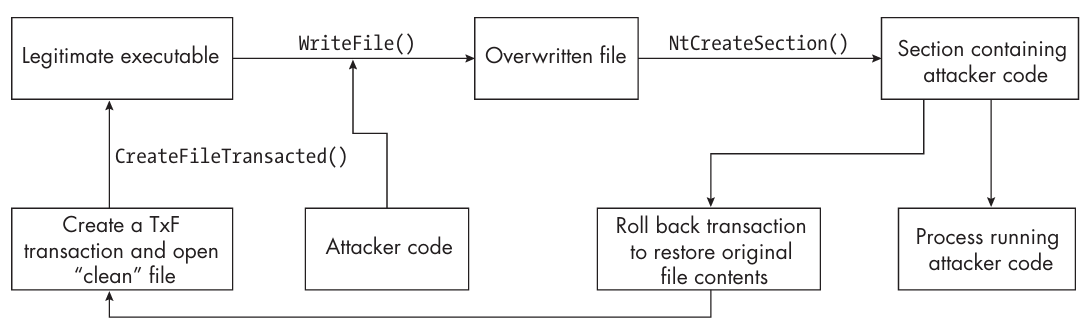 Legitimate executable
WriteFile()
Overwritten file
NtCreateSection()
Section containing
attacker code
CreateFileTransacted()
Create a TxF
transaction and open
“clean” file
Attacker code
Roll back transaction
to restore original
file contents
Process running
attacker code